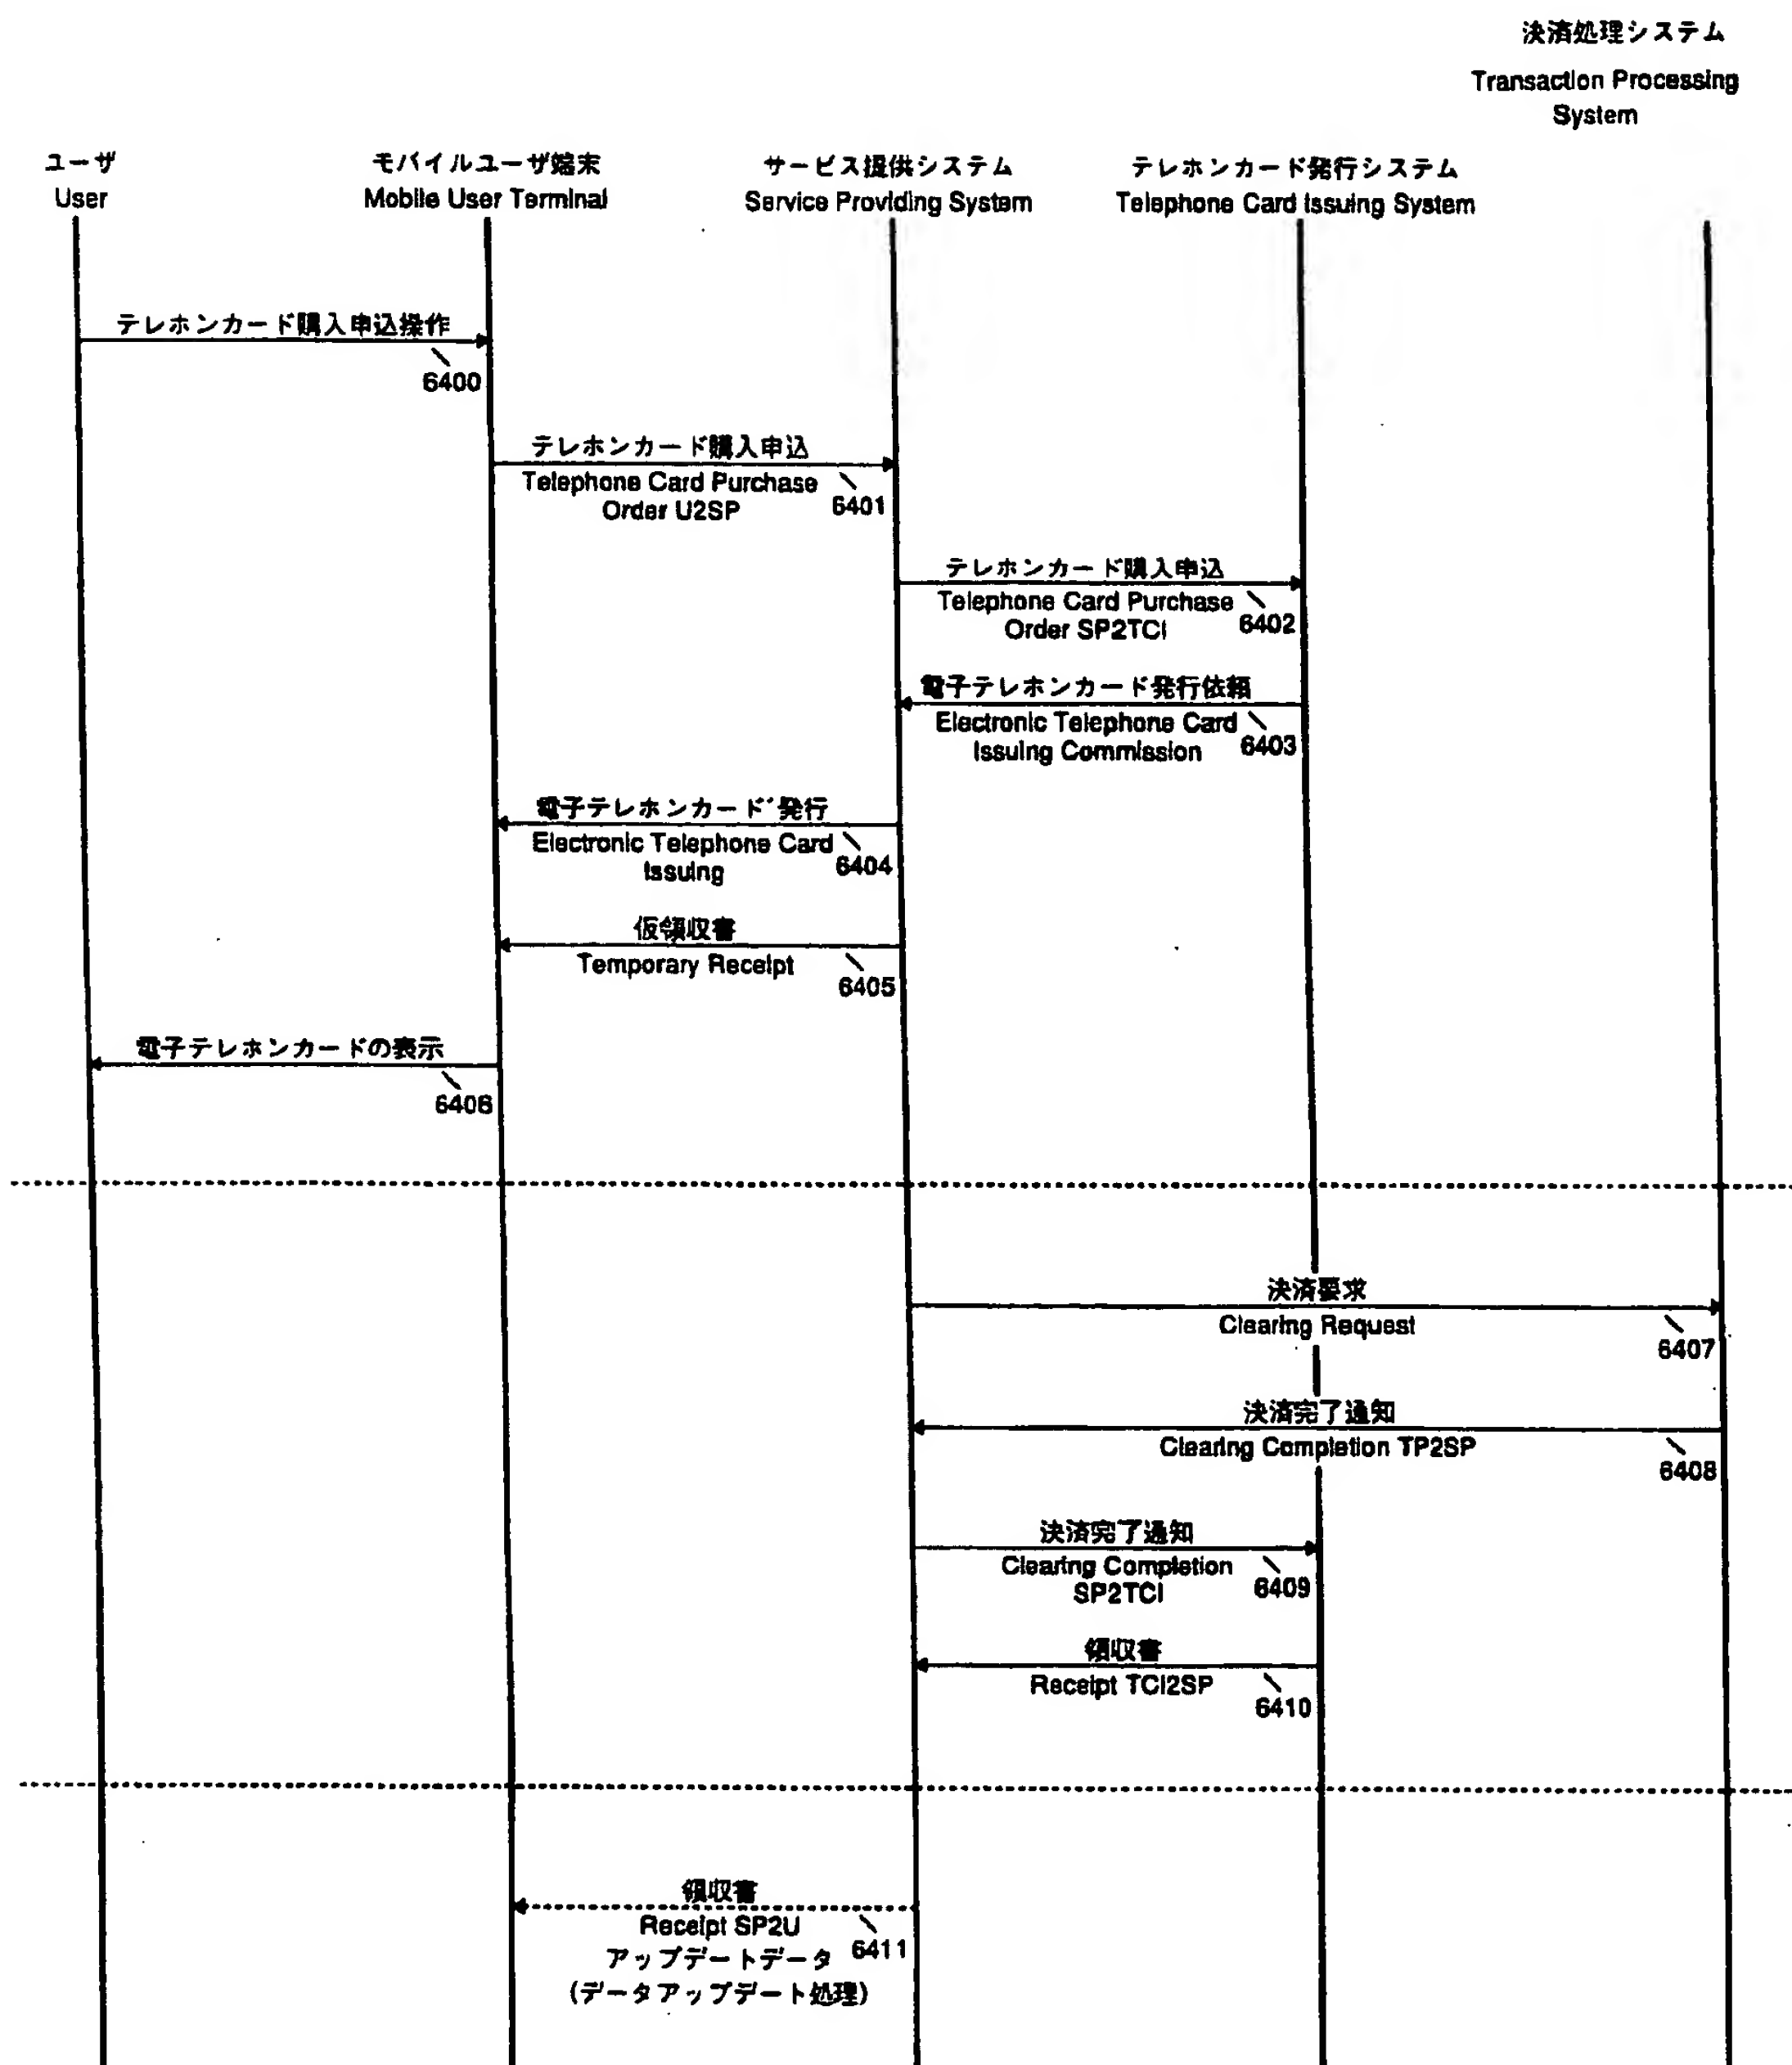 決済処理システム
Transaction Processing
System
ユーザ
User
モバイルユーザ端末
Mobile User Terminal
サービス提供システム
Service Providing System
テレホンカード発行システム
Telephone Card Issuing System
テレホンカード購入申込操作
6400
テレホンカード購入申込
Telephone Card Purchase
Order U2SP
6401
テレホンカード購入申込
Telephone Card Purchase
Order SP2TCI
6402
電子テレホンカード発行依頼
Electronic Telephone Card
Issuing Commission
6403
電子テレホンカード発行
Electronic Telephone Card
Issuing
6404
仮領収書
Temporary Receipt
6405
電子テレホンカードの表示
6406
決済要求
Clearing Request
6407
決済完了通知
Clearing Completion TP2SP
6408
決済完了通知
Clearing Completion
SP2TCI
6409
領収書
Receipt TCI2SP
6410
領収書
Receipt SP2U
6411
アップデートデータ
(データアップデート処理)